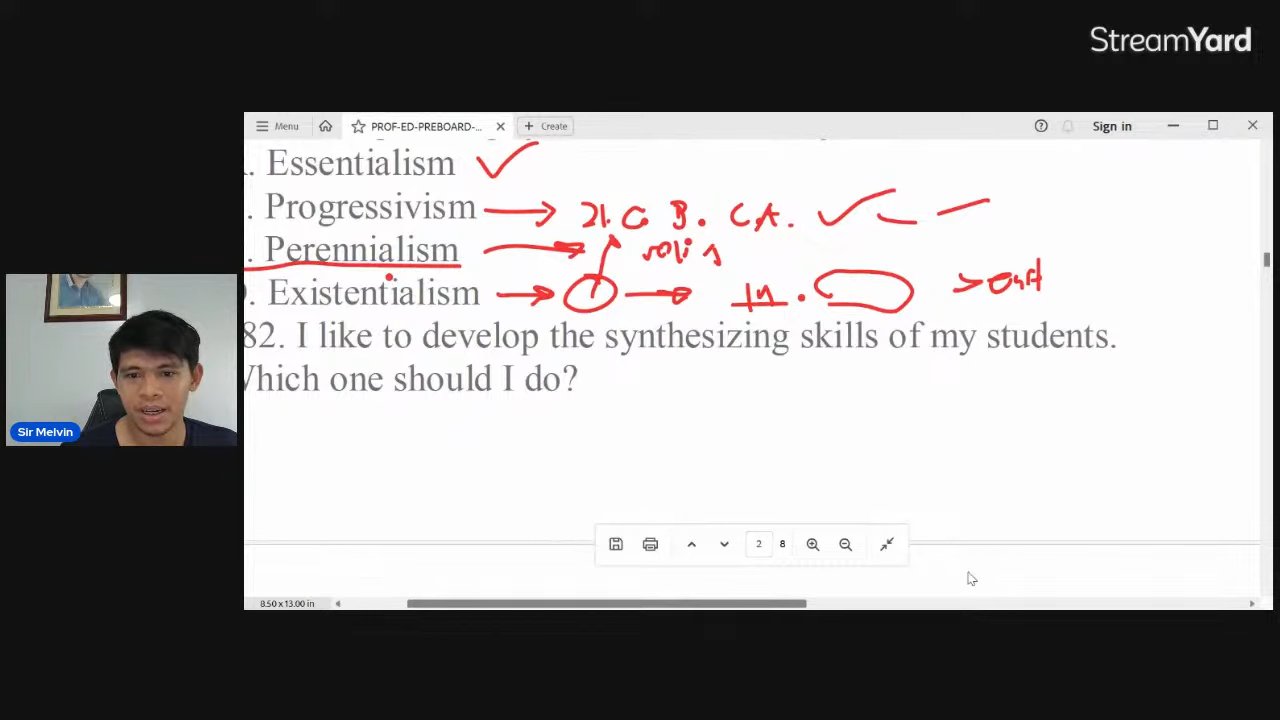 StreamYard
Menu
PROF-ED-PREBOARD-...
Create
Sign in
. Essentialism
. Progressivism 21. C. B. C.A.
. Perennialism
. Existentialism
82. I like to develop the synthesizing skills of my students.
Which one should I do?
Sir Melvin
2 8
8.50 x 13.00 in